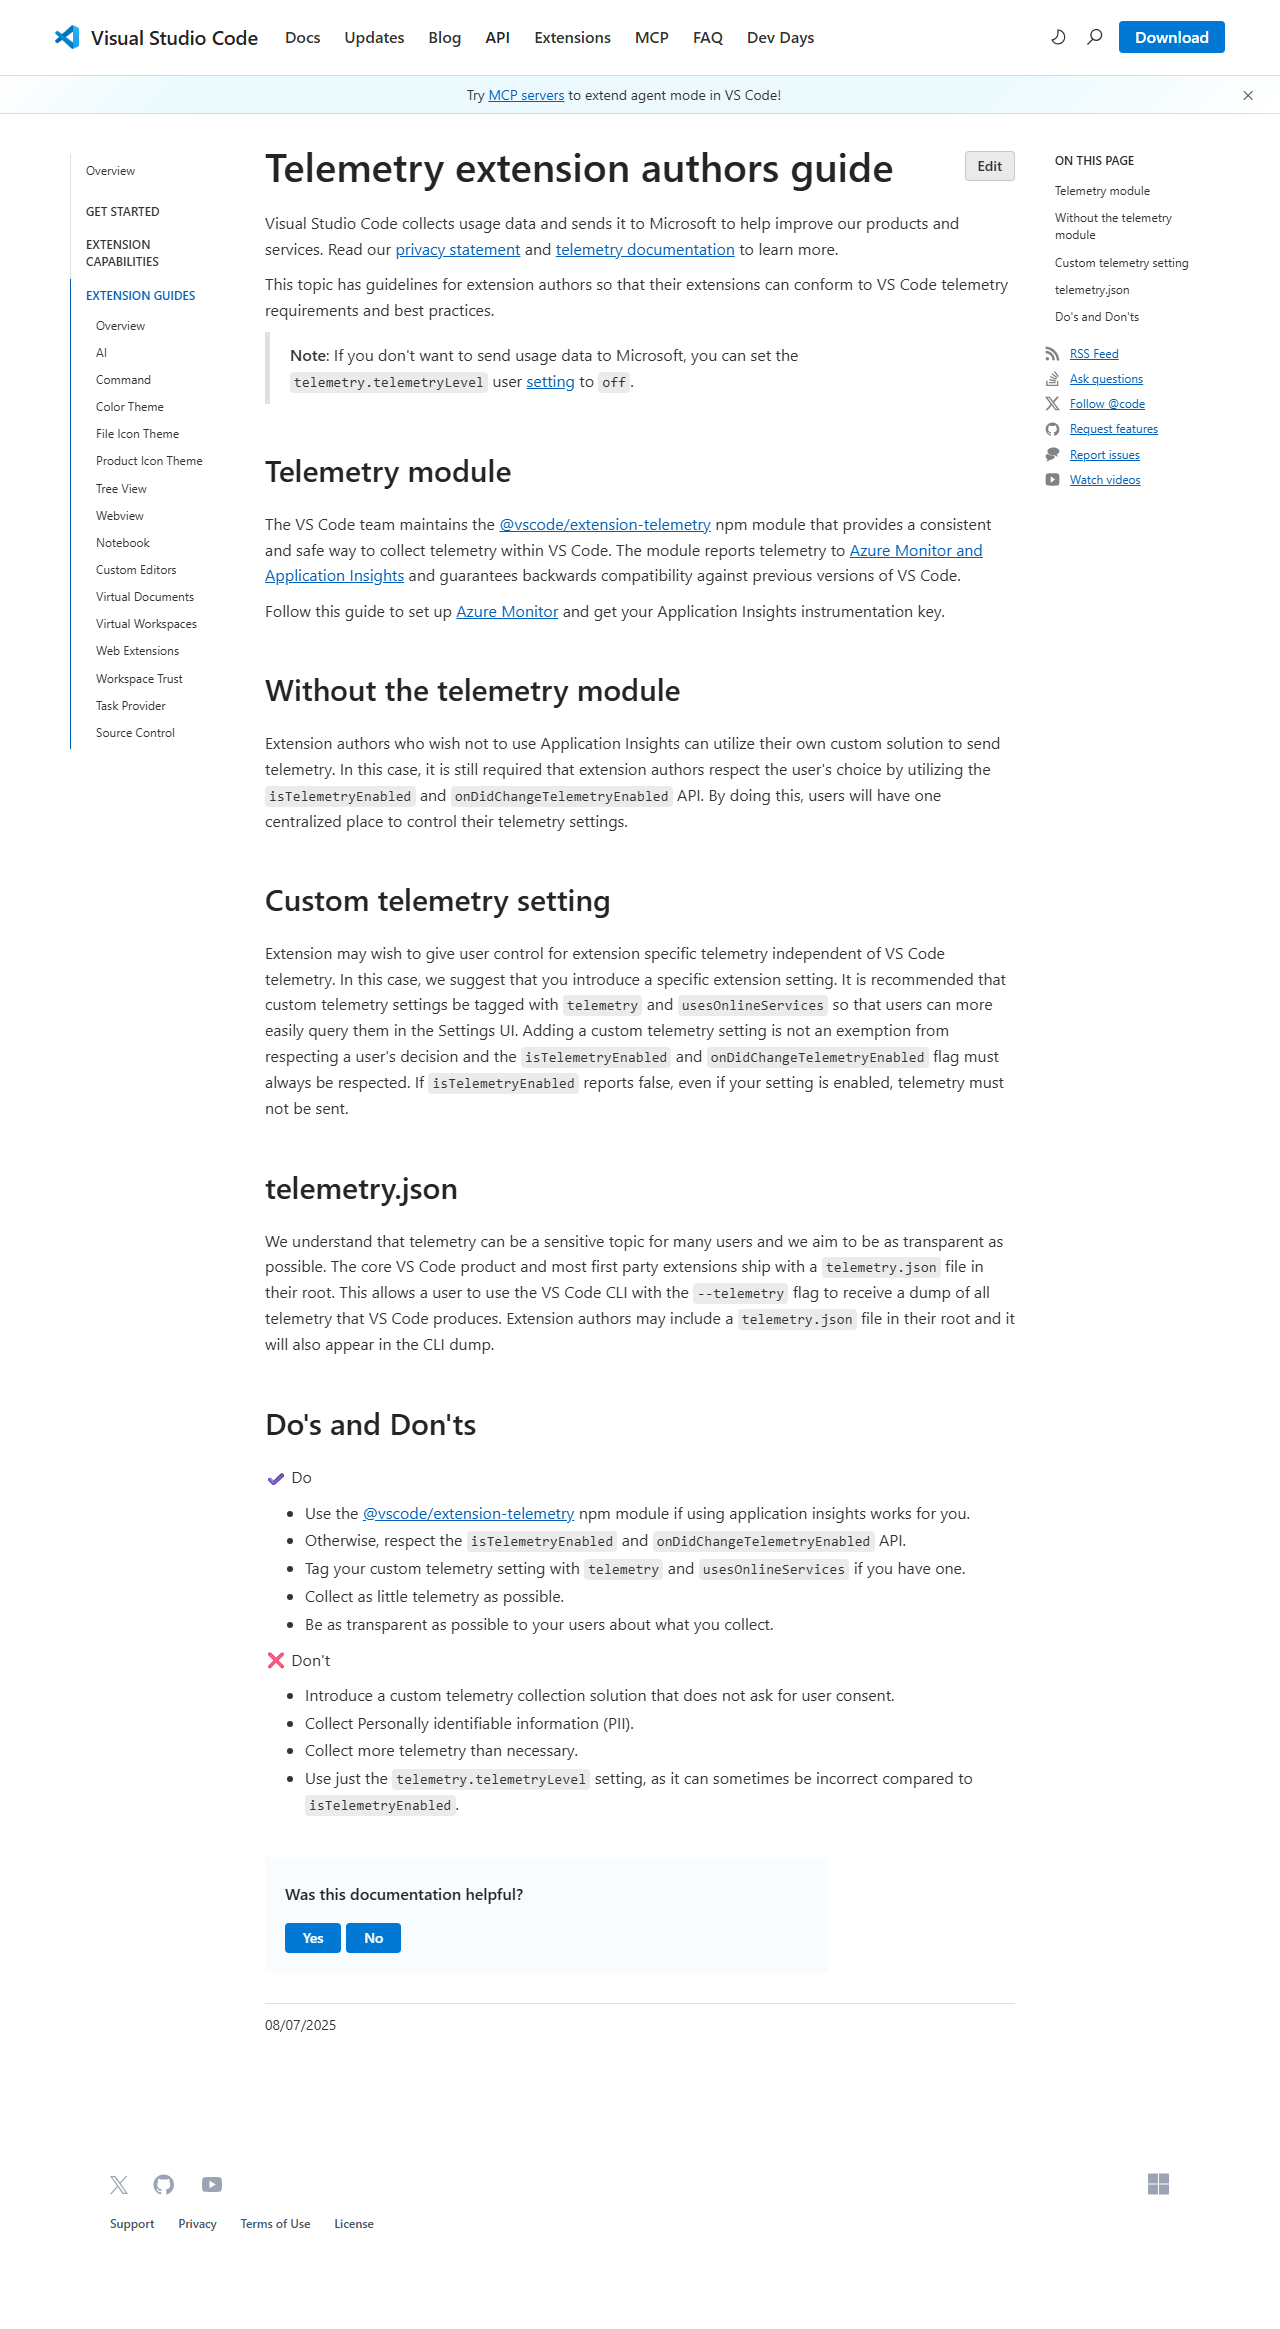 Visual Studio Code Docs Updates Blog API Extensions MCP FAQ Dev Days Download
Try MCP servers to extend agent mode in VS Code!
Overview
GET STARTED
EXTENSION
CAPABILITIES
EXTENSION GUIDES
Overview
AI
Command
Color Theme
File Icon Theme
Product Icon Theme
Tree View
Webview
Notebook
Custom Editors
Virtual Documents
Virtual Workspaces
Web Extensions
Workspace Trust
Task Provider
Source Control
Telemetry extension authors guide
Edit
Visual Studio Code collects usage data and sends it to Microsoft to help improve our products and
services. Read our privacy statement and telemetry documentation to learn more.
This topic has guidelines for extension authors so that their extensions can conform to VS Code telemetry
requirements and best practices.
Note: If you don't want to send usage data to Microsoft, you can set the
telemetry.telemetryLevel user setting to off.
Telemetry module
The VS Code team maintains the @vscode/extension-telemetry npm module that provides a consistent
and safe way to collect telemetry within VS Code. The module reports telemetry to Azure Monitor and
Application Insights and guarantees backwards compatibility against previous versions of VS Code.
Follow this guide to set up Azure Monitor and get your Application Insights instrumentation key.
Without the telemetry module
Extension authors who wish not to use Application Insights can utilize their own custom solution to send
telemetry. In this case, it is still required that extension authors respect the user's choice by utilizing the
isTelemetryEnabled and onDidChangeTelemetryEnabled API. By doing this, users will have one
centralized place to control their telemetry settings.
Custom telemetry setting
Extension may wish to give user control for extension specific telemetry independent of VS Code
telemetry. In this case, we suggest that you introduce a specific extension setting. It is recommended that
custom telemetry settings be tagged with telemetry and usesOnlineServices so that users can more
easily query them in the Settings UI. Adding a custom telemetry setting is not an exemption from
respecting a user's decision and the isTelemetryEnabled and onDidChangeTelemetryEnabled flag must
always be respected. If isTelemetryEnabled reports false, even if your setting is enabled, telemetry must
not be sent.
telemetry.json
We understand that telemetry can be a sensitive topic for many users and we aim to be as transparent as
possible. The core VS Code product and most first party extensions ship with a telemetry.json file in
their root. This allows a user to use the VS Code CLI with the --telemetry flag to receive a dump of all
telemetry that VS Code produces. Extension authors may include a telemetry.json file in their root and it
will also appear in the CLI dump.
Do's and Don'ts
✔️ Do
• Use the @vscode/extension-telemetry npm module if using application insights works for you.
• Otherwise, respect the isTelemetryEnabled and onDidChangeTelemetryEnabled API.
• Tag your custom telemetry setting with telemetry and usesOnlineServices if you have one.
• Collect as little telemetry as possible.
• Be as transparent as possible to your users about what you collect.
❌ Don't
• Introduce a custom telemetry collection solution that does not ask for user consent.
• Collect Personally identifiable information (PII).
• Collect more telemetry than necessary.
• Use just the telemetry.telemetryLevel setting, as it can sometimes be incorrect compared to
isTelemetryEnabled.
Was this documentation helpful?
Yes No
08/07/2025
ON THIS PAGE
Telemetry module
Without the telemetry
module
Custom telemetry setting
telemetry.json
Do's and Don'ts
RSS Feed
Ask questions
Follow @code
Request features
Report issues
Watch videos
Support Privacy Terms of Use License